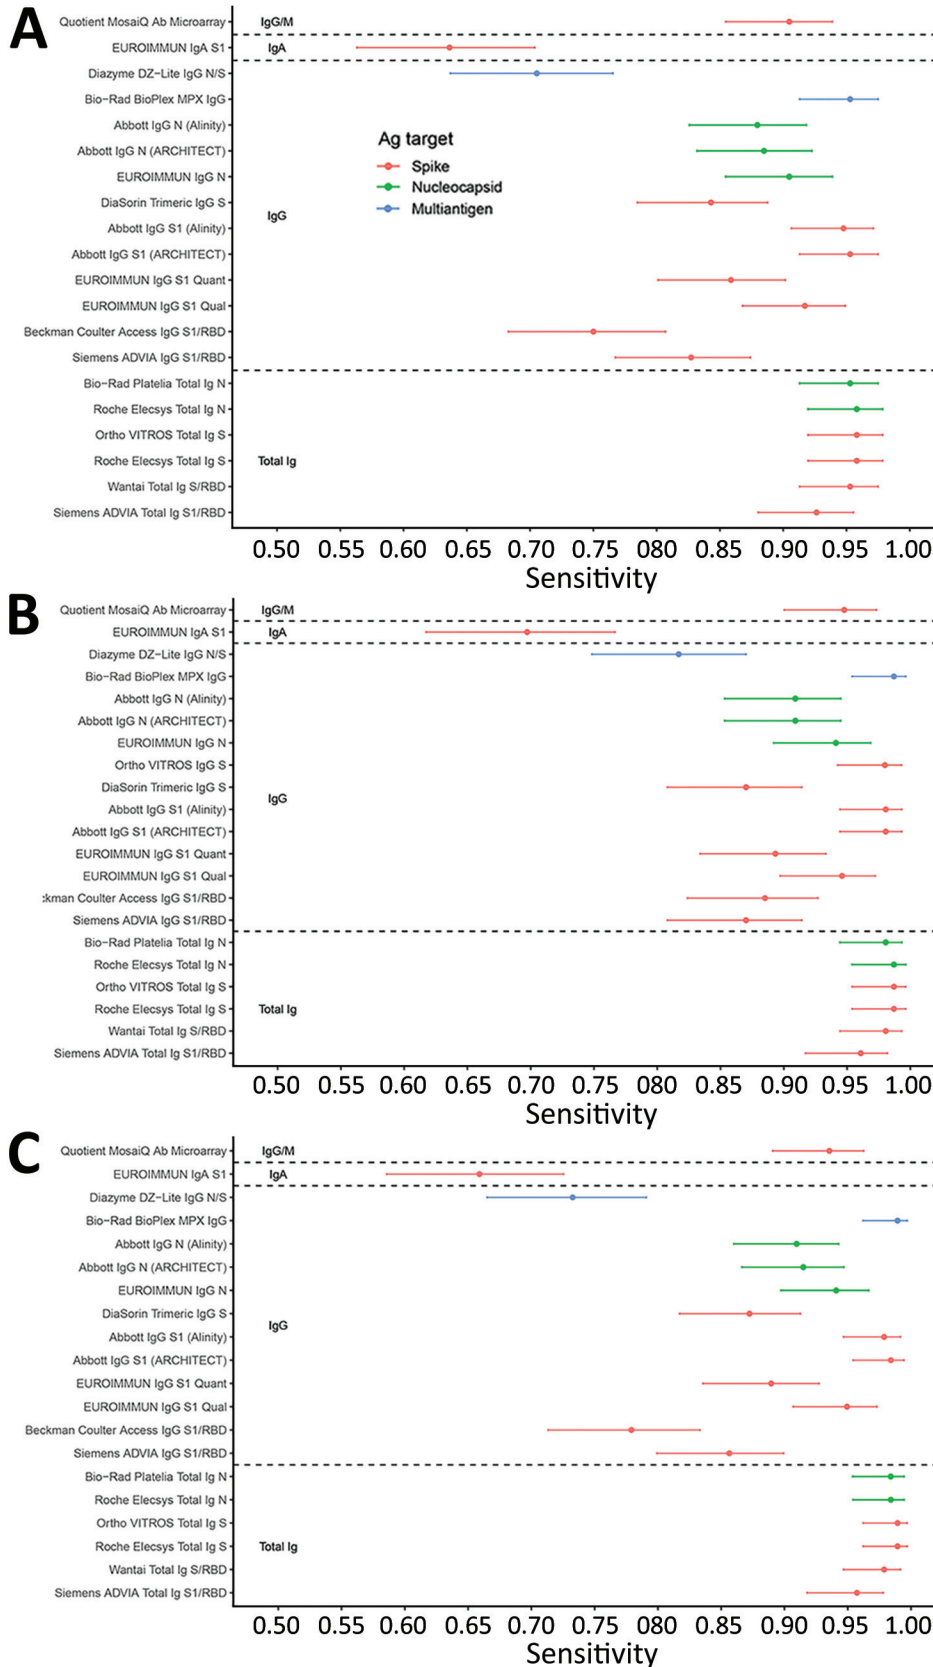 A
Quotient MosaiQ Ab Microarray
IgG/M
EUROIMMUN IgA S1
IgA
Diazyme DZ-Lite IgG N/S
Bio-Rad BioPlex MPX IgG
Abbott IgG N (Alinity)
Ag target
Abbott IgG N (ARCHITECT)
Spike
EUROIMMUN IgG N
Nucleocapsid
DiaSorin Trimeric IgG S
Multiantigen
IgG
Abbott IgG S1 (Alinity)
Abbott IgG S1 (ARCHITECT)
EUROIMMUN IgG S1 Quant
EUROIMMUN IgG S1 Qual
Beckman Coulter Access IgG S1/RBD
Siemens ADVIA IgG S1/RBD
Bio-Rad Platelia Total Ig N
Roche Elecsys Total Ig N
Ortho VITROS Total Ig S
Roche Elecsys Total Ig S
Total Ig
Wantai Total Ig S/RBD
Siemens ADVIA Total Ig S1/RBD
0.50 0.55 0.60 0.65 0.70 0.75 080 0.85 0.90 0.95 1.00
Sensitivity
B
Quotient MosaiQ Ab Microarray
IgG/M
EUROIMMUN IgA S1
IgA
Diazyme DZ-Lite IgG N/S
Bio-Rad BioPlex MPX IgG
Abbott IgG N (Alinity)
Abbott IgG N (ARCHITECT)
EUROIMMUN IgG N
Ortho VITROS IgG S
DiaSorin Trimeric IgG S
IgG
Abbott IgG S1 (Alinity)
Abbott IgG S1 (ARCHITECT)
EUROIMMUN IgG S1 Quant
EUROIMMUN IgG S1 Qual
kman Coulter Access IgG S1/RBD
Siemens ADVIA IgG S1/RBD
Bio-Rad Platelia Total Ig N
Roche Elecsys Total Ig N
Ortho VITROS Total Ig S
Roche Elecsys Total Ig S
Total Ig
Wantai Total Ig S/RBD
Siemens ADVIA Total Ig S1/RBD
0.50 0.55 0.60 0.65 0.70 0.75 080 0.85 0.90 0.95 1.00
Sensitivity
C
Quotient MosaiQ Ab Microarray
IgG/M
EUROIMMUN IgA S1
IgA
Diazyme DZ-Lite IgG N/S
Bio-Rad BioPlex MPX IgG
Abbott IgG N (Alinity)
Abbott IgG N (ARCHITECT)
EUROIMMUN IgG N
DiaSorin Trimeric IgG S
IgG
Abbott IgG S1 (Alinity)
Abbott IgG S1 (ARCHITECT)
EUROIMMUN IgG S1 Quant
EUROIMMUN IgG S1 Qual
Beckman Coulter Access IgG S1/RBD
Siemens ADVIA IgG S1/RBD
Bio-Rad Platelia Total Ig N
Roche Elecsys Total Ig N
Ortho VITROS Total Ig S
Roche Elecsys Total Ig S
Total Ig
Wantai Total Ig S/RBD
Siemens ADVIA Total Ig S1/RBD
0.50 0.55 0.60 0.65 0.70 0.75 080 0.85 0.90 0.95 1.00
Sensitivity